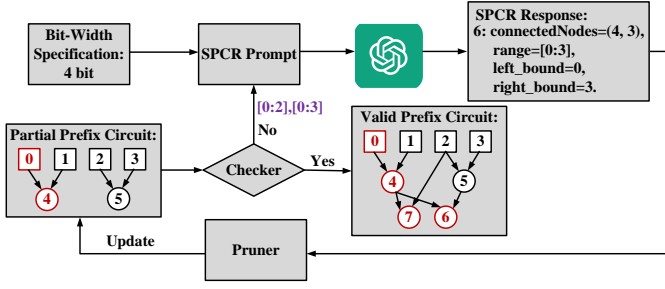 Bit-Width
Specification:
4 bit
SPCR Prompt
SPCR Response:
6: connectedNodes=(4, 3),
range=[0:3],
left_bound=0,
right_bound=3.
[0:2],[0:3]
No
Partial Prefix Circuit:
0 1 2 3
4 5
Checker
Yes
Valid Prefix Circuit:
0 1 2 3
4 5
7 6
Update
Pruner